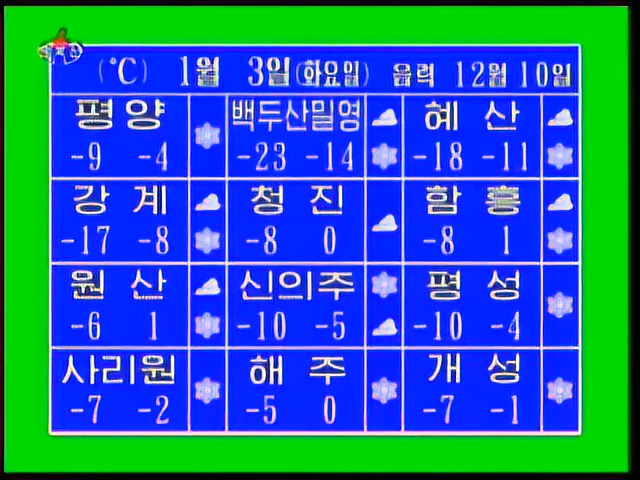 (℃) 1월 3일(화요일) 음력 12월 10일
평양 백두산밀영 혜산
-9 -4 -23 -14 -18 -11
강계 청진 함흥
-17 -8 -8 0 -8 1
원산 신의주 평성
-6 1 -10 -5 -10 -4
사리원 해주 개성
-7 -2 -5 0 -7 -1